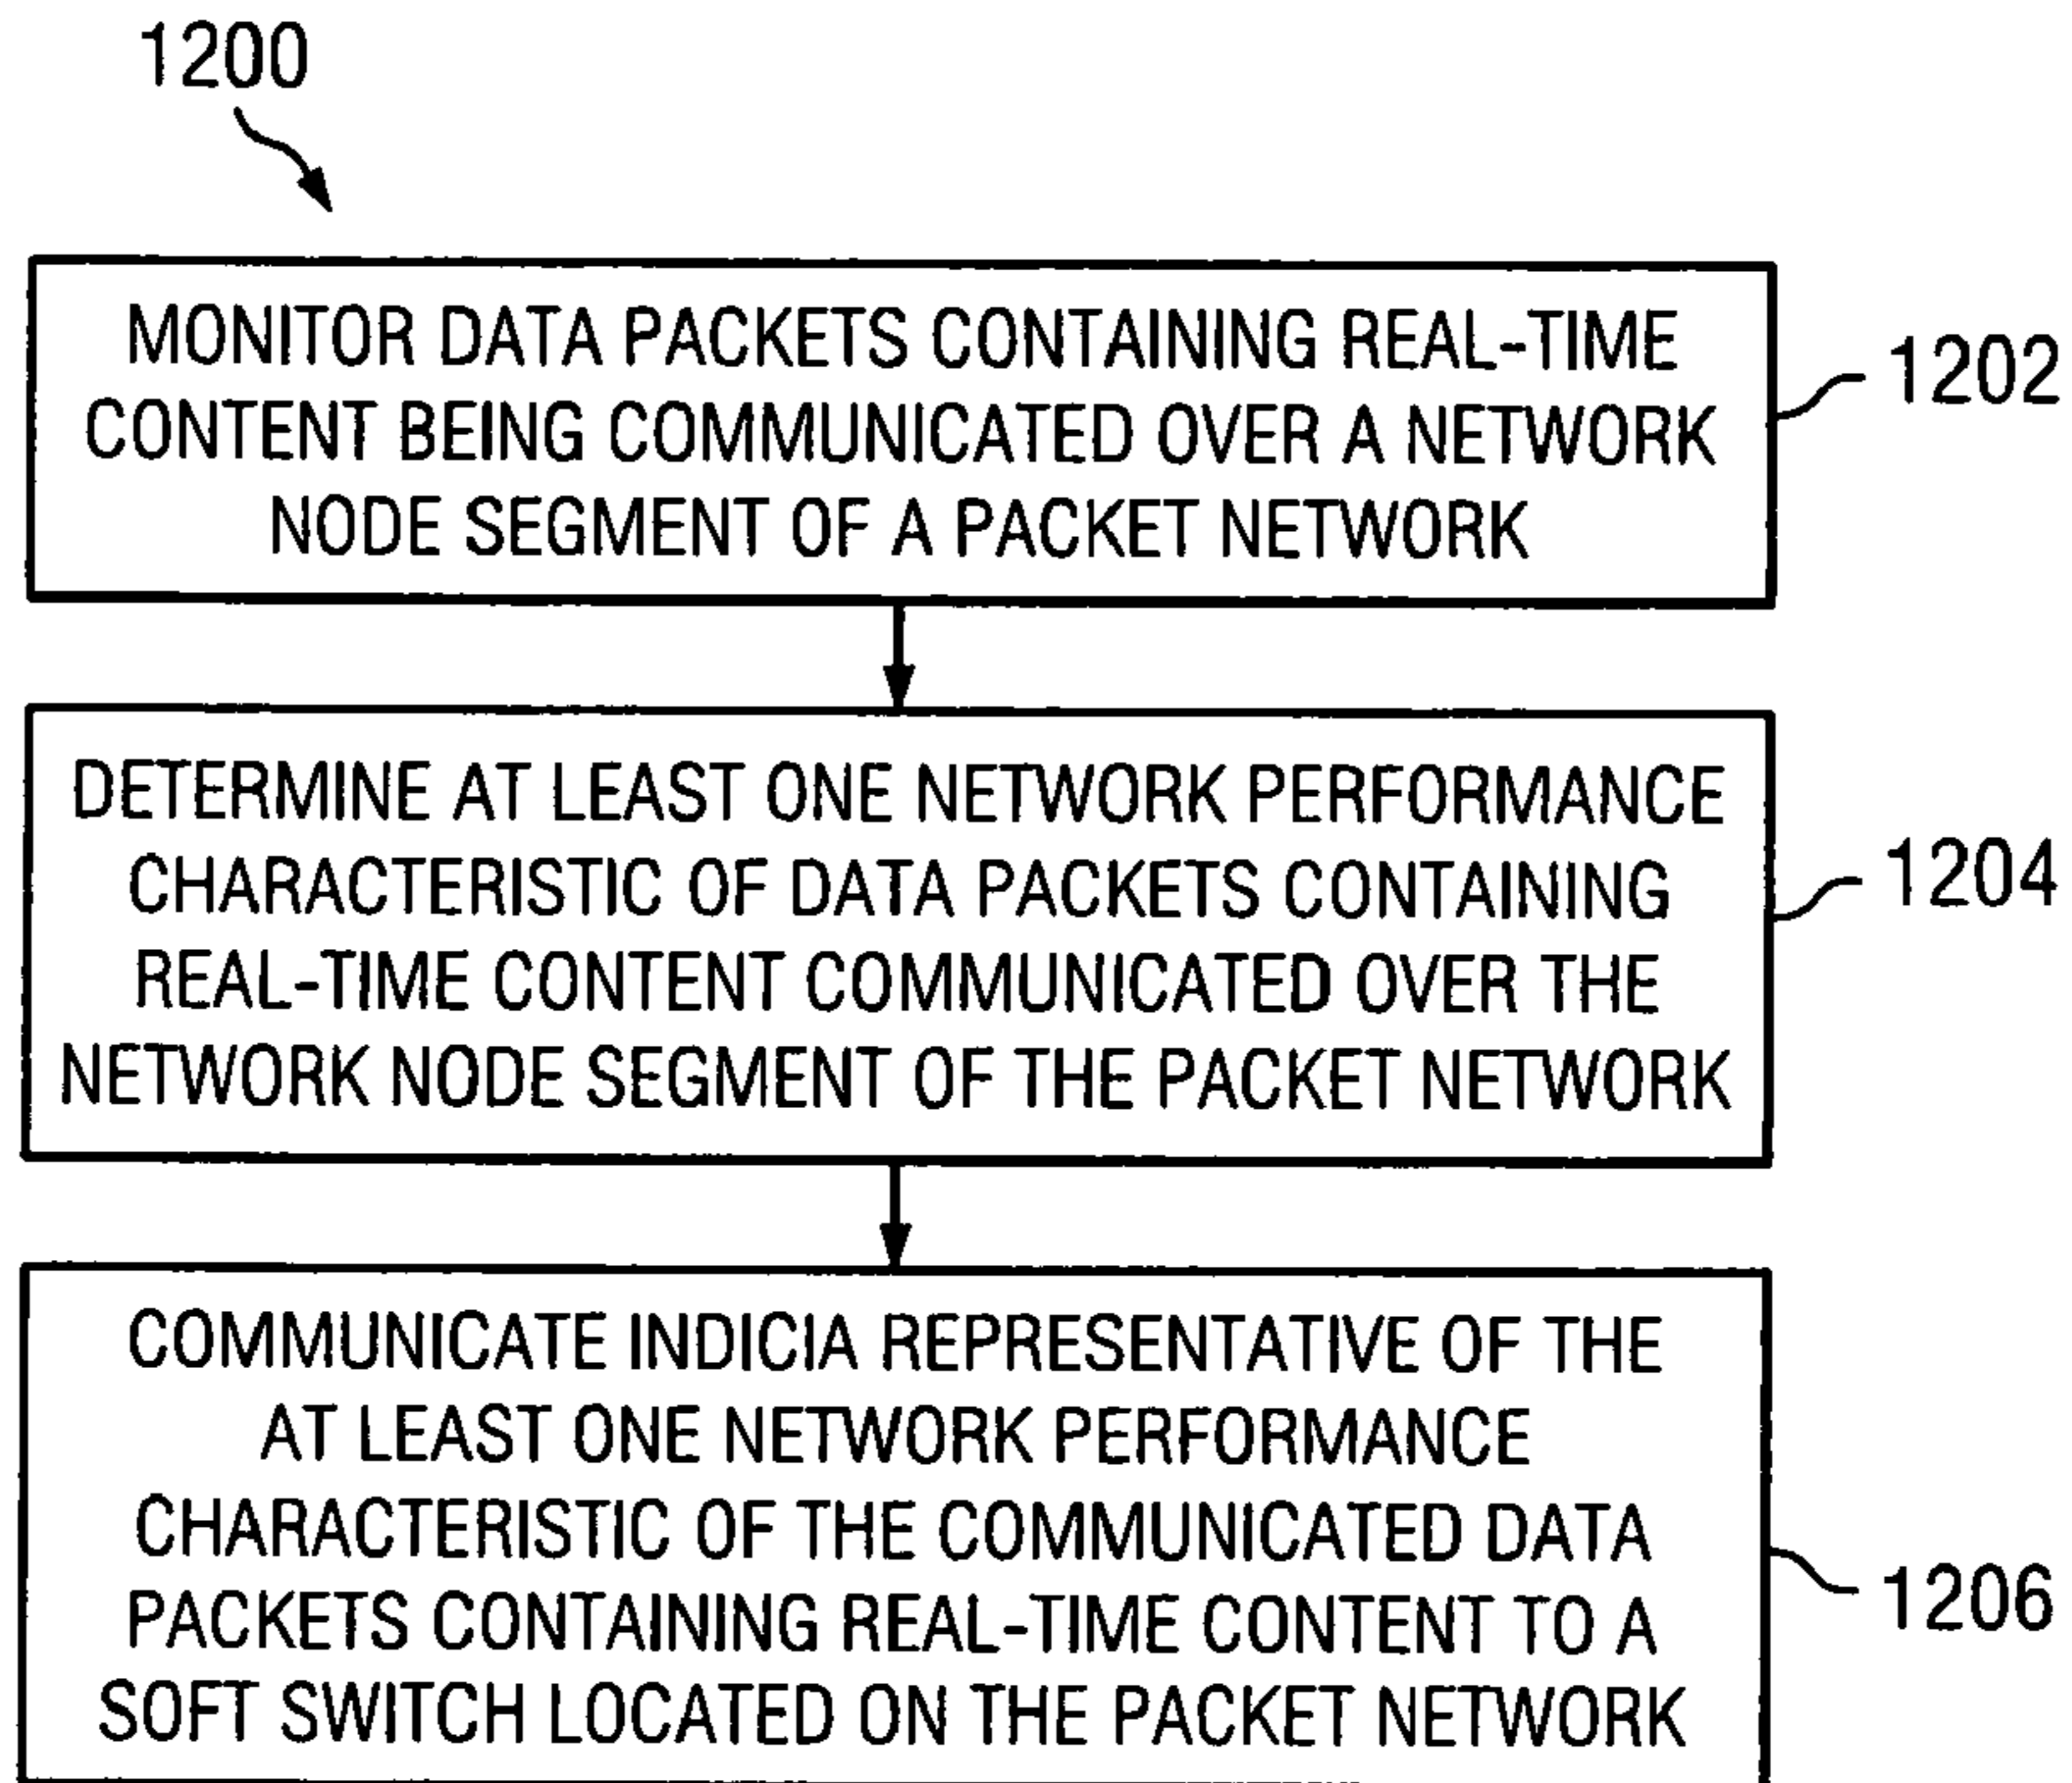 1200
MONITOR DATA PACKETS CONTAINING REAL-TIME
CONTENT BEING COMMUNICATED OVER A NETWORK
NODE SEGMENT OF A PACKET NETWORK
1202
DETERMINE AT LEAST ONE NETWORK PERFORMANCE
CHARACTERISTIC OF DATA PACKETS CONTAINING
REAL-TIME CONTENT COMMUNICATED OVER THE
NETWORK NODE SEGMENT OF THE PACKET NETWORK
1204
COMMUNICATE INDICIA REPRESENTATIVE OF THE
AT LEAST ONE NETWORK PERFORMANCE
CHARACTERISTIC OF THE COMMUNICATED DATA
PACKETS CONTAINING REAL-TIME CONTENT TO A
SOFT SWITCH LOCATED ON THE PACKET NETWORK
1206